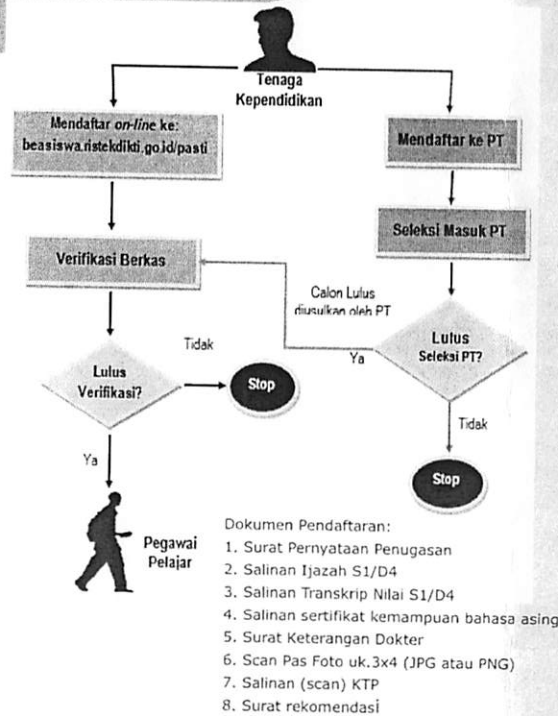 Tenaga
Kependidikan
Mendaftar on-line ke:
beasiswa.ristekdikti.go.id/pasti
Mendaftar ke PT
Seleksi Masuk PT
Verifikasi Berkas
Calon Lulus
diusulkan oleh PT
Lulus
Seleksi PT?
Ya
Tidak
Stop
Lulus
Verifikasi?
Tidak
Stop
Ya
Pegawai
Pelajar
Dokumen Pendaftaran:
1. Surat Pernyataan Penugasan
2. Salinan Ijazah S1/D4
3. Salinan Transkrip Nilai S1/D4
4. Salinan sertifikat kemampuan bahasa asing
5. Surat Keterangan Dokter
6. Scan Pas Foto uk.3x4 (JPG atau PNG)
7. Salinan (scan) KTP
8. Surat rekomendasi